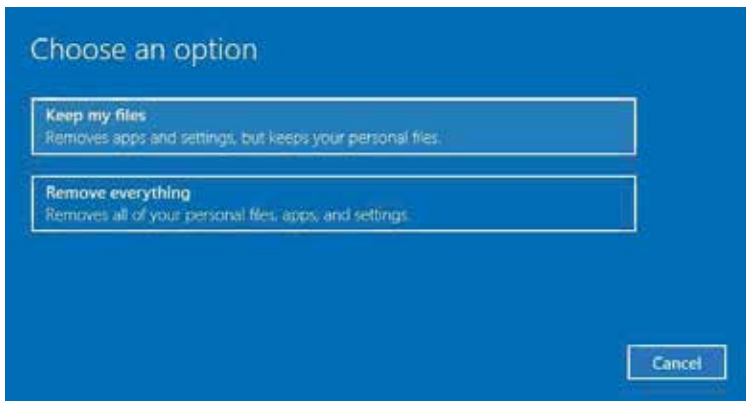 Choose an option
Keep my files
Removes apps and settings, but keeps your personal files.
Remove everything
Removes all of your personal files, apps, and settings.
Cancel